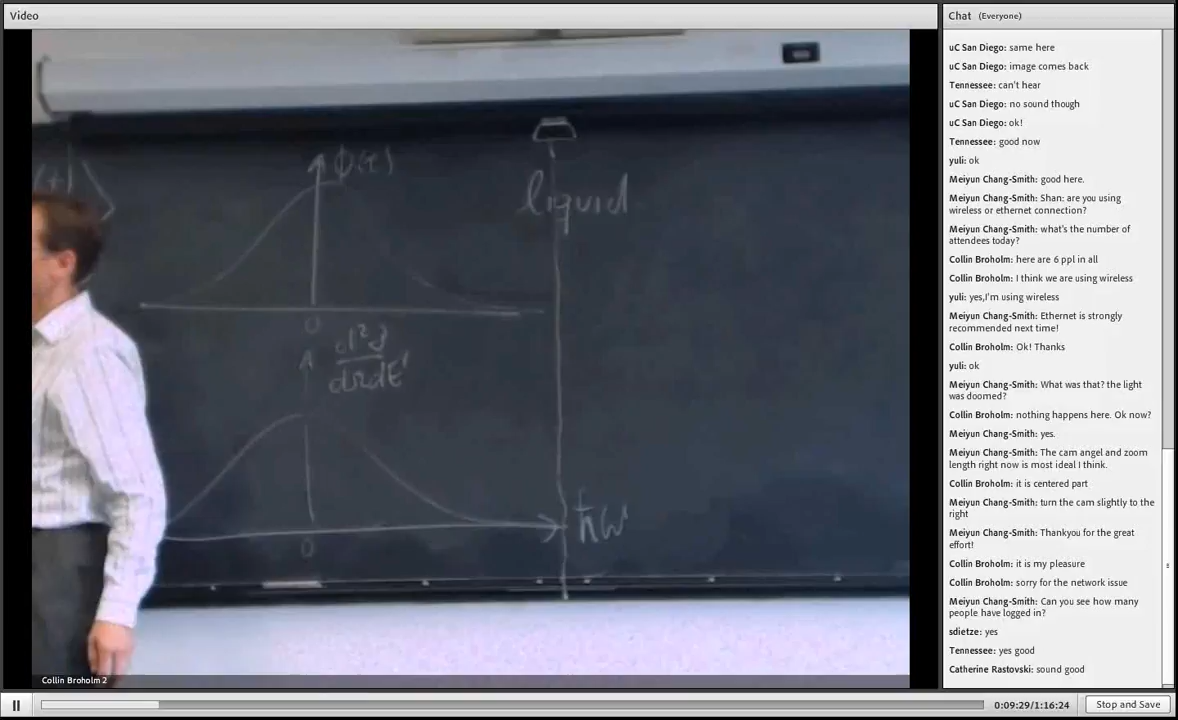 Video
Chat (Everyone)
ϕ(τ)
liquid
0
d²σ
dΩdE'
ħω
0
Collin Broholm 2
uC San Diego: same here
uC San Diego: image comes back
Tennessee: can't hear
uC San Diego: no sound though
uC San Diego: ok!
Tennessee: good now
yuli: ok
Meiyun Chang-Smith: good here.
Meiyun Chang-Smith: Shan: are you using
wireless or ethernet connection?
Meiyun Chang-Smith: what's the number of
attendees today?
Collin Broholm: here are 6 ppl in all
Collin Broholm: I think we are using wireless
yuli: yes,I'm using wireless
Meiyun Chang-Smith: Ethernet is strongly
recommended next time!
Collin Broholm: Ok! Thanks
yuli: ok
Meiyun Chang-Smith: What was that? the light
was doomed?
Collin Broholm: nothing happens here. Ok now?
Meiyun Chang-Smith: yes.
Meiyun Chang-Smith: The cam angel and zoom
length right now is most ideal I think.
Collin Broholm: it is centered part
Meiyun Chang-Smith: turn the cam slightly to the
right
Meiyun Chang-Smith: Thankyou for the great
effort!
Collin Broholm: it is my pleasure
Collin Broholm: sorry for the network issue
Meiyun Chang-Smith: Can you see how many
people have logged in?
sdietze: yes
Tennessee: yes good
Catherine Rastovski: sound good
0:09:29/1:16:24
Stop and Save